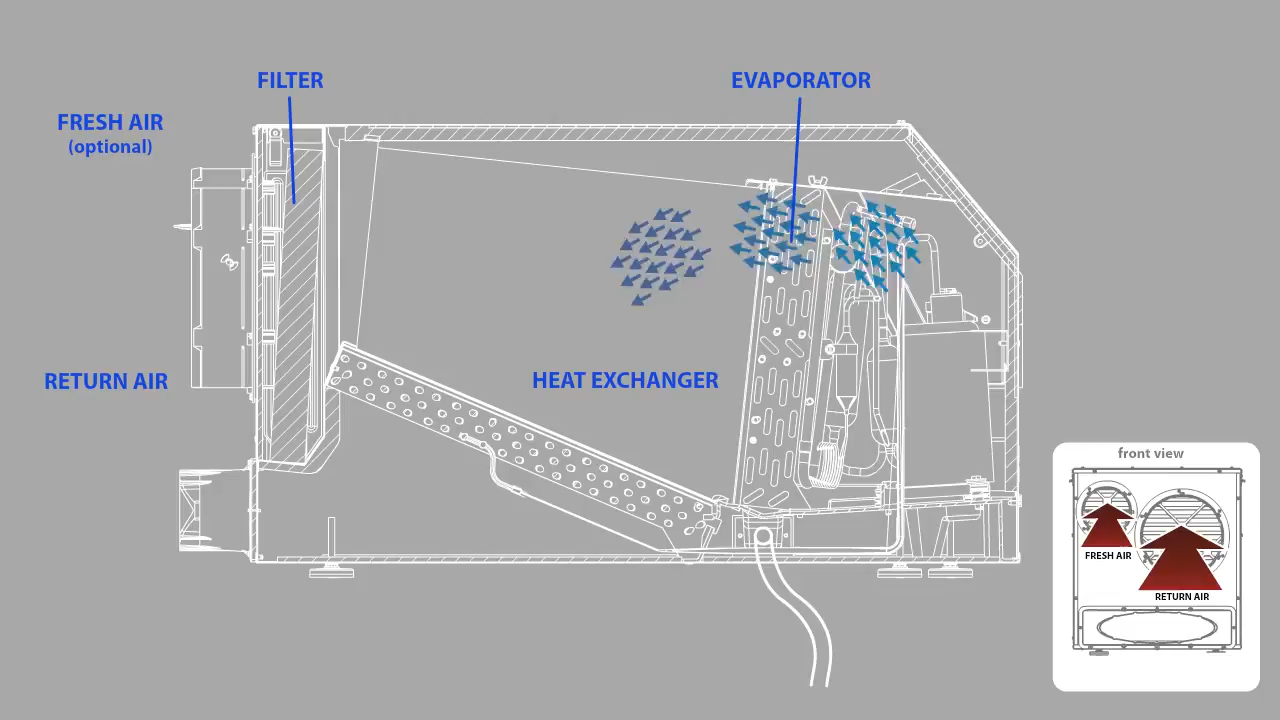 FILTER
EVAPORATOR
FRESH AIR
(optional)
RETURN AIR
HEAT EXCHANGER
front view
FRESH AIR
RETURN AIR